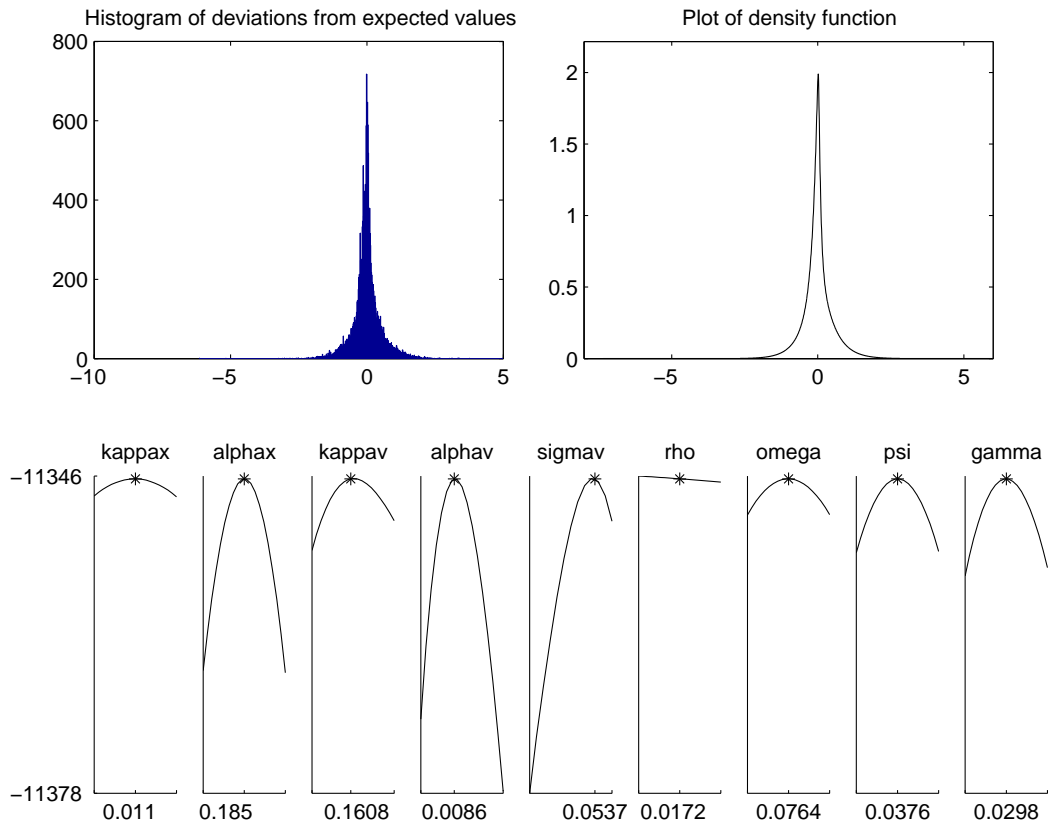 Histogram of deviations from expected values
800
600
400
200
0
−10
−5
0
5
Plot of density function
2
1.5
1
0.5
0
−5
0
5
kappax
alphax
kappav
alphav
sigmav
rho
omega
psi
gamma
−11346
−11378
0.011
0.185
0.1608
0.0086
0.0537
0.0172
0.0764
0.0376
0.0298